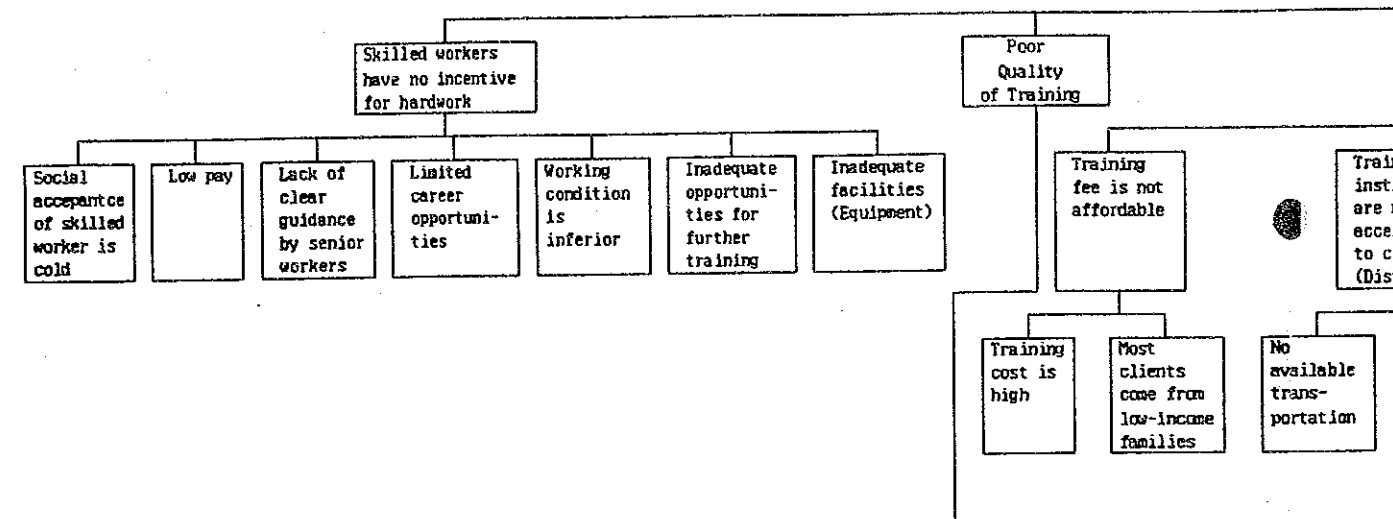 Skilled workers
have no incentive
for hardwork
Poor
Quality
of Training
Social
accepantce
of skilled
worker is
cold
Low pay
Lack of
clear
guidance
by senior
workers
Limited
career
opportuni-
ties
Working
condition
is
inferior
Inadequate
opportuni-
ties for
further
training
Inadequate
facilities
(Equipment)
Training
fee is not
affordable
are
to
Training
cost is
high
Most
clients
come from
low-income
families
No
available
trans-
portation